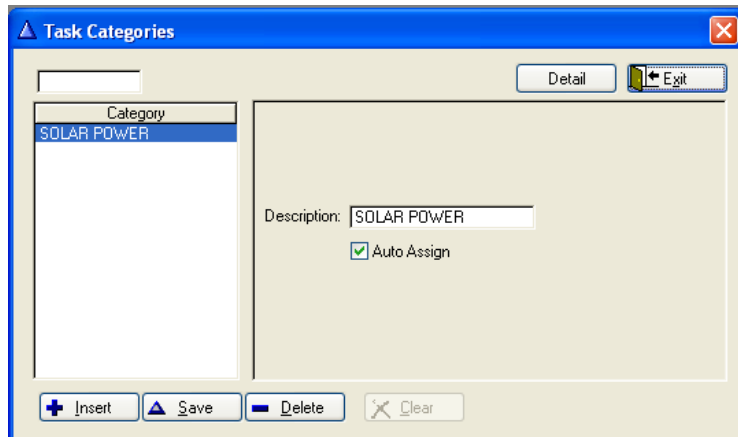 Task Categories
Detail
Exit
Category
SOLAR POWER
Description: SOLAR POWER
Auto Assign
Insert Save Delete Clear